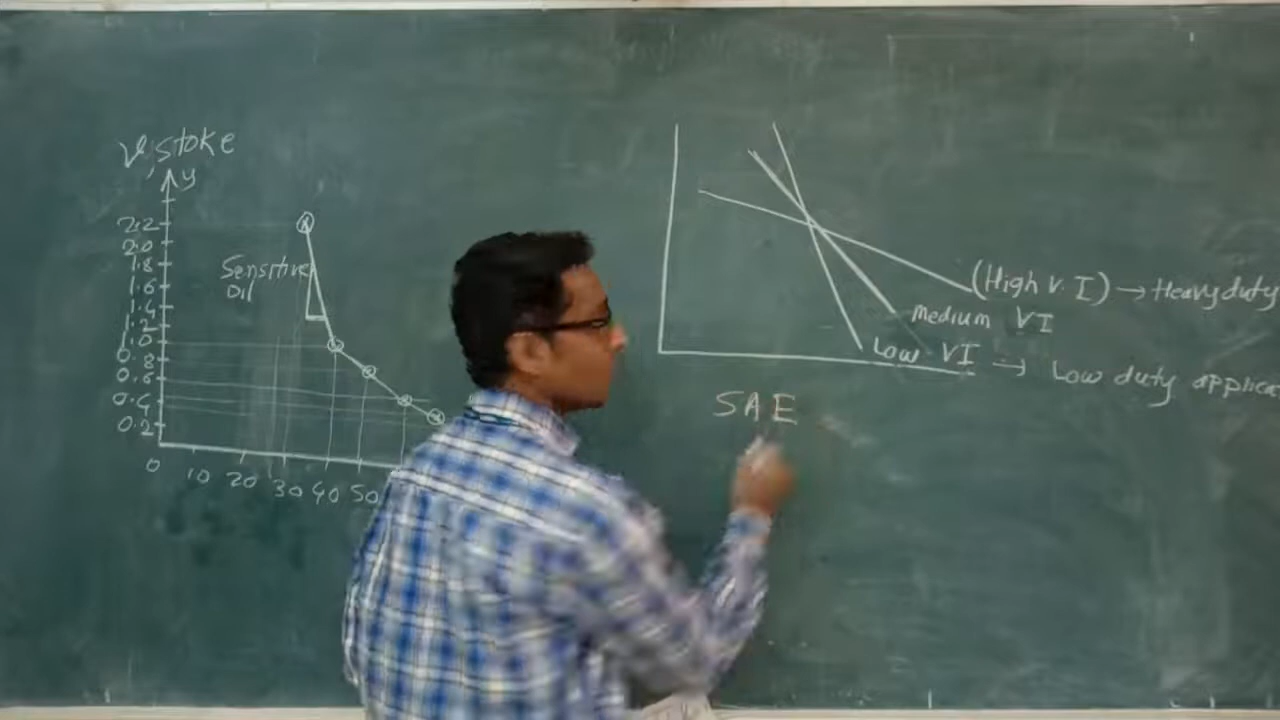 ν, stoke
y
2.2
2.0
1.8
1.6
1.4
1.2
1.0
0.8
0.6
0.4
0.2
0 10 20 30 40 50
Sensitive
Oil
(High V. I) → Heavy duty
medium VI
Low VI → Low duty applica
SAE